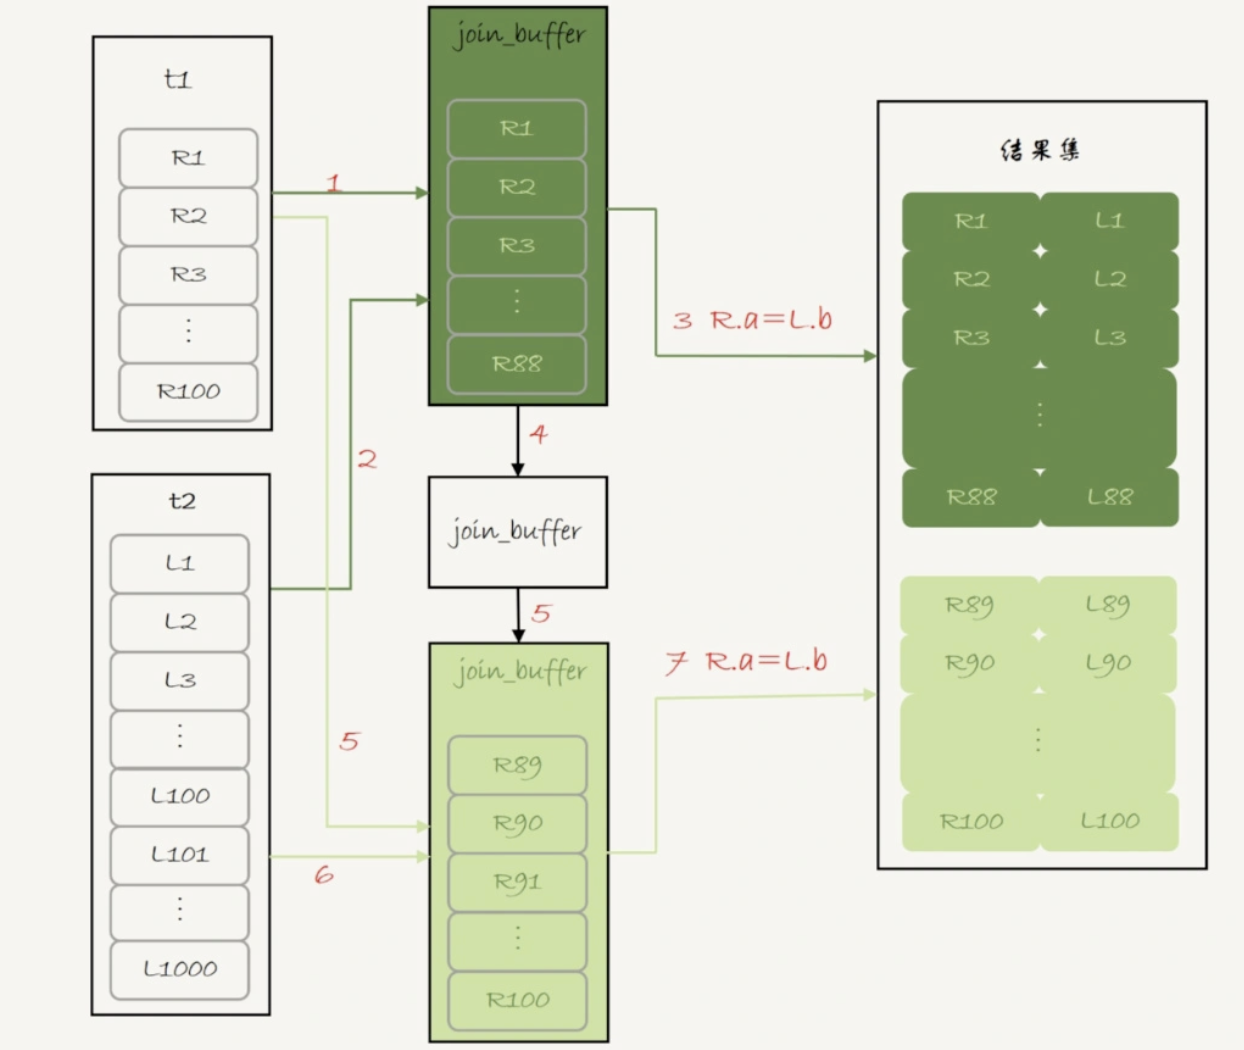 t1
R1
R2
R3
⋮
R100
t2
L1
L2
L3
⋮
L100
L101
⋮
L1000
1
2
5
6
join_buffer
R1
R2
R3
⋮
R88
4
join_buffer
5
join_buffer
R89
R90
R91
⋮
R100
3 R.a=L.b
7 R.a=L.b
结果集
R1 L1
R2 L2
R3 L3
⋮
R88 L88
R89 L89
R90 L90
⋮
R100 L100